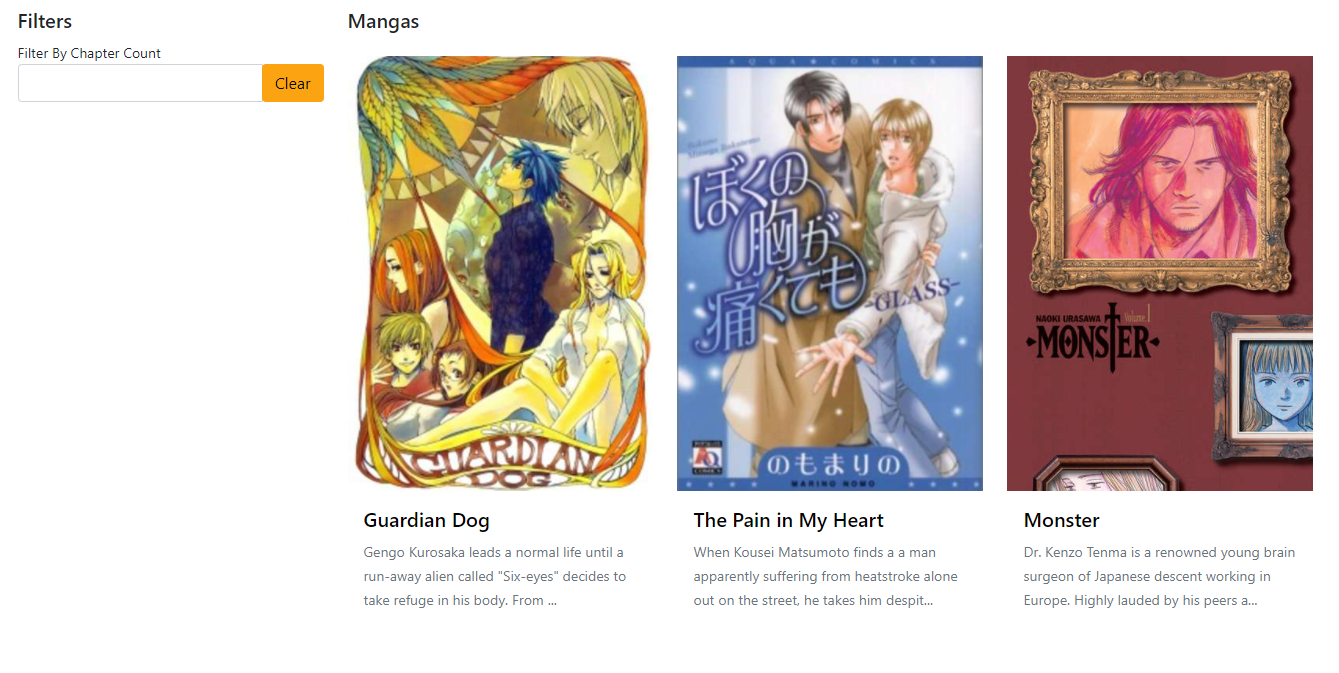 Filters
Filter By Chapter Count
Clear
Mangas
GUARDIAN
DOG
Guardian Dog
Gengo Kurosaka leads a normal life until a
run-away alien called "Six-eyes" decides to
take refuge in his body. From ...
AQUA★COMICS
ぼくの
胸が
痛くても
-GLASS-
のもまりの
MARINO NOMO
The Pain in My Heart
When Kousei Matsumoto finds a a man
apparently suffering from heatstroke alone
out on the street, he takes him despit...
NAOKI URASAWA
Volume 1
MONSTER
Monster
Dr. Kenzo Tenma is a renowned young brain
surgeon of Japanese descent working in
Europe. Highly lauded by his peers a...